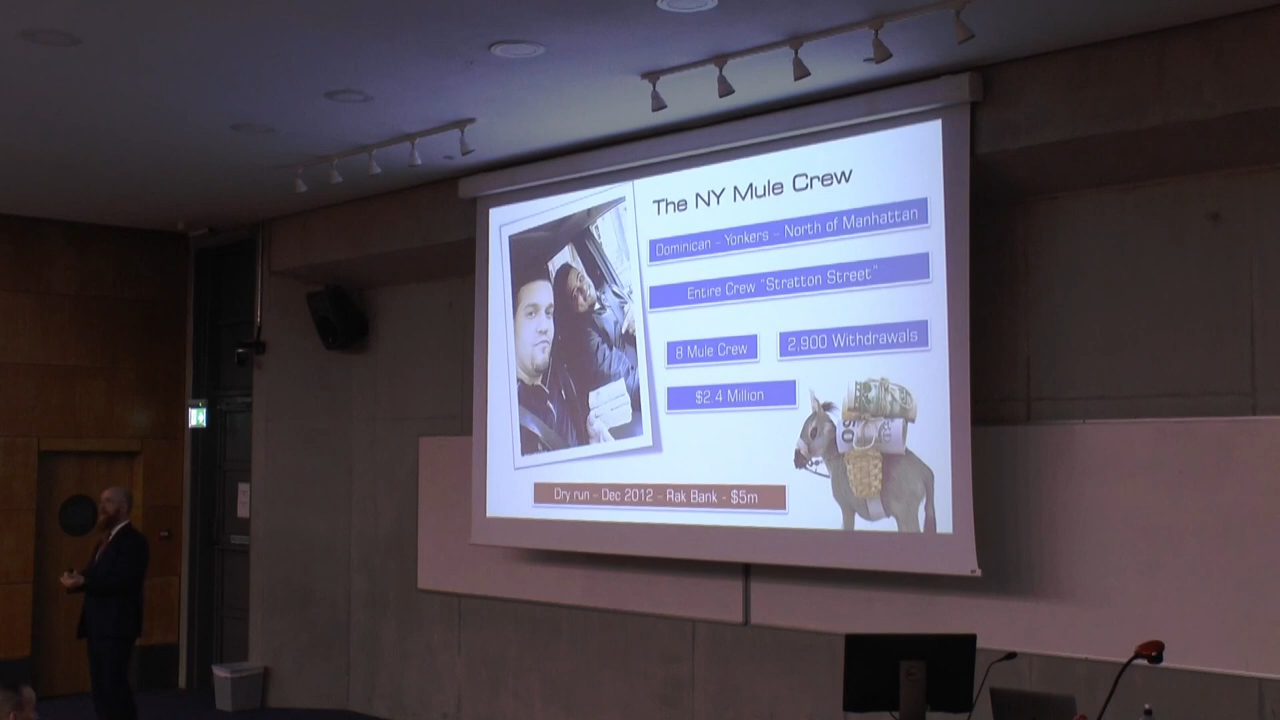 The NY Mule Crew
Dominican – Yonkers – North of Manhattan
Entire Crew "Stratton Street"
8 Mule Crew
2,900 Withdrawals
$2.4 Million
Dry run – Dec 2012 – Rak Bank - $5m